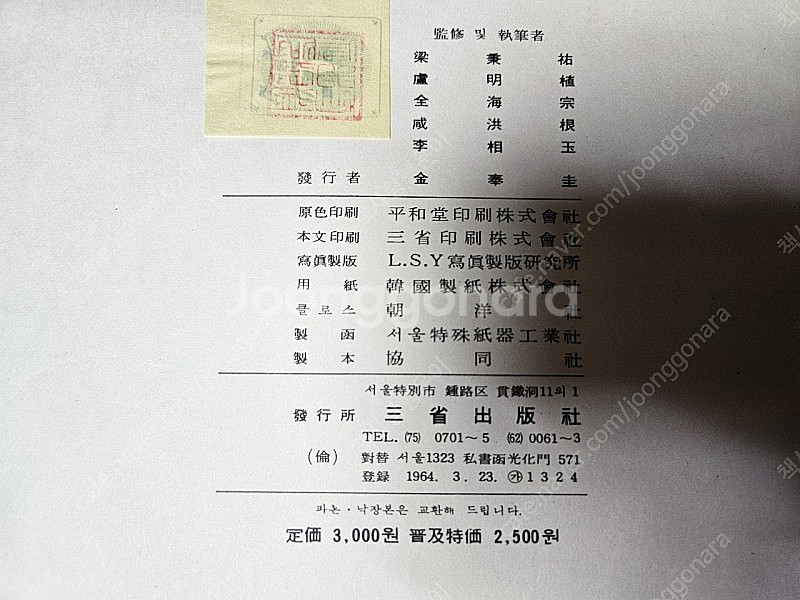 監修 및 執筆者
梁 秉 祐
盧 明 植
全 海 宗
咸 洪 根
李 相 玉
發行者 金 奉 圭
原色印刷 平和堂印刷株式會社
本文印刷 三省印刷株式會社
寫眞製版 L.S.Y寫眞製版研究所
用 紙 韓國製紙株式會社
클로스 朝 洋 社
製 函 서울特殊紙器工業社
製 本 協 同 社
서울特別市 鍾路区 貫鐵洞11의 1
發行所 三省出版社
TEL. (75) 0701~5 (62) 0061~3
(倫) 對替 서울1323 私書函光化門 571
登録 1964. 3. 23. ㉮1324
파손·낙장본은 교환해 드립니다.
定価 3,000원 普及特価 2,500원
Joonggonara
cafe.naver.com/joonggonara